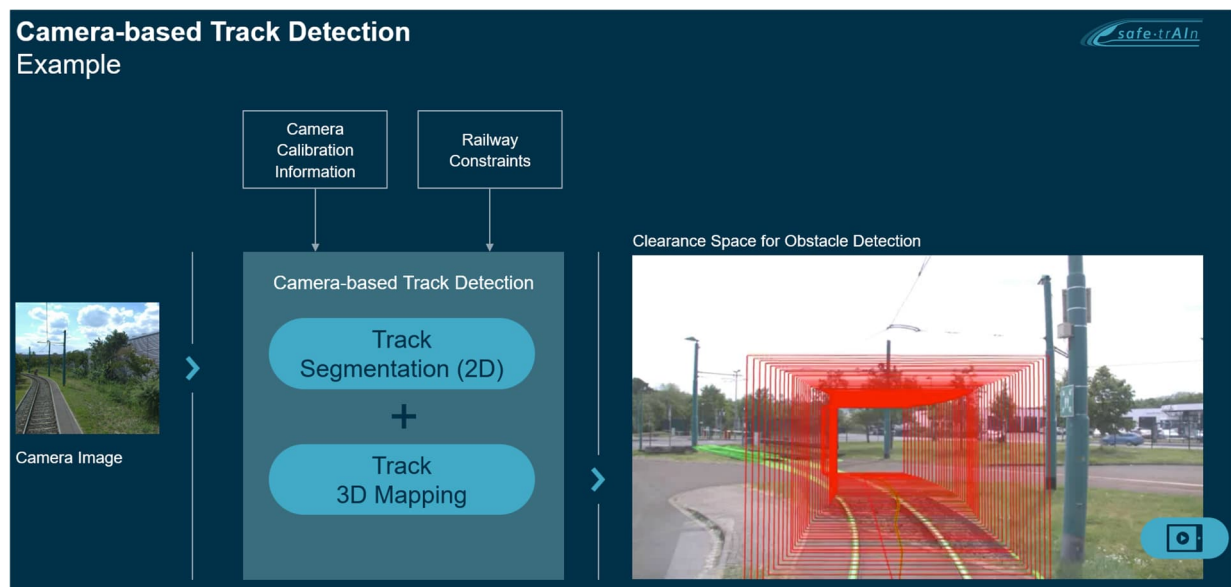 Camera-based Track Detection
Example
safe·trAIn
Camera
Calibration
Information
Railway
Constraints
Camera-based Track Detection
Track
Segmentation (2D)
+
Track
3D Mapping
Camera Image
Clearance Space for Obstacle Detection